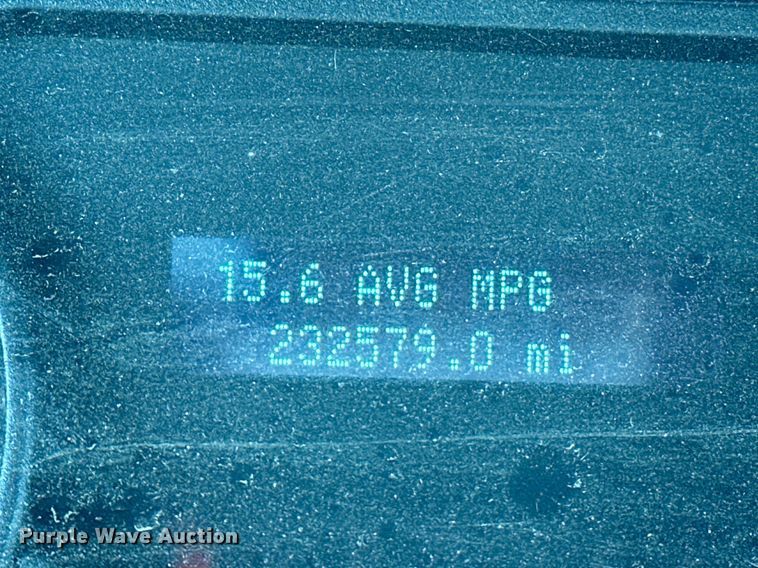 15.6 AVG MPG
232579.0 mi
Purple Wave Auction